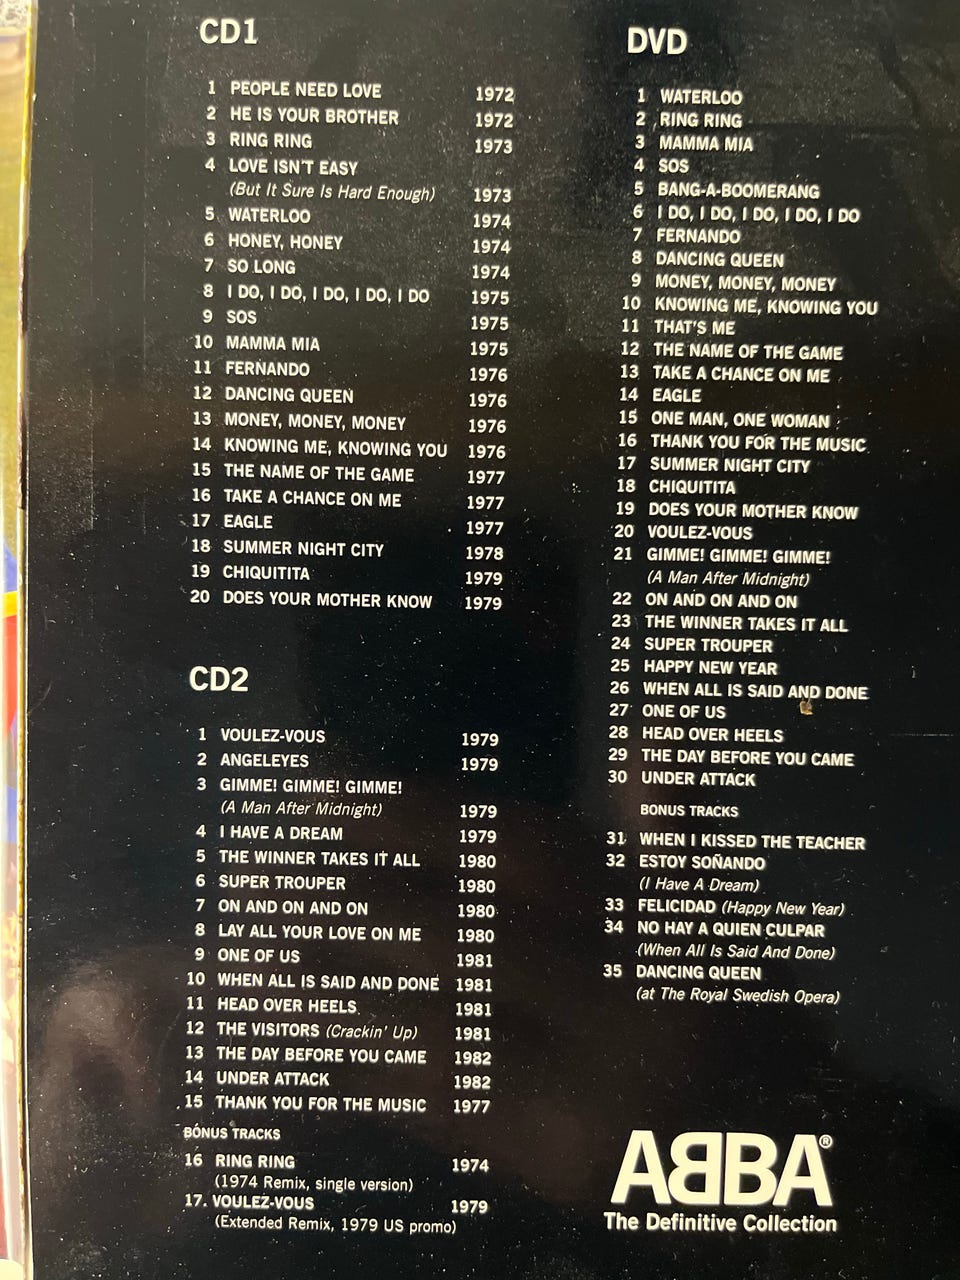 CD1
1 PEOPLE NEED LOVE 1972
2 HE IS YOUR BROTHER 1972
3 RING RING 1973
4 LOVE ISN'T EASY
(But It Sure Is Hard Enough) 1973
5 WATERLOO 1974
6 HONEY, HONEY 1974
7 SO LONG 1974
8 I DO, I DO, I DO, I DO, I DO 1975
9 SOS 1975
10 MAMMA MIA 1975
11 FERNANDO 1976
12 DANCING QUEEN 1976
13 MONEY, MONEY, MONEY 1976
14 KNOWING ME, KNOWING YOU 1976
15 THE NAME OF THE GAME 1977
16 TAKE A CHANCE ON ME 1977
17 EAGLE 1977
18 SUMMER NIGHT CITY 1978
19 CHIQUITITA 1979
20 DOES YOUR MOTHER KNOW 1979
CD2
1 VOULEZ-VOUS 1979
2 ANGELEYES 1979
3 GIMME! GIMME! GIMME!
(A Man After Midnight) 1979
4 I HAVE A DREAM 1979
5 THE WINNER TAKES IT ALL 1980
6 SUPER TROUPER 1980
7 ON AND ON AND ON 1980
8 LAY ALL YOUR LOVE ON ME 1980
9 ONE OF US 1981
10 WHEN ALL IS SAID AND DONE 1981
11 HEAD OVER HEELS 1981
12 THE VISITORS (Crackin' Up) 1981
13 THE DAY BEFORE YOU CAME 1982
14 UNDER ATTACK 1982
15 THANK YOU FOR THE MUSIC 1977
BONUS TRACKS
16 RING RING 1974
(1974 Remix, single version)
17. VOULEZ-VOUS 1979
(Extended Remix, 1979 US promo)
DVD
1 WATERLOO
2 RING RING
3 MAMMA MIA
4 SOS
5 BANG-A-BOOMERANG
6 I DO, I DO, I DO, I DO, I DO
7 FERNANDO
8 DANCING QUEEN
9 MONEY, MONEY, MONEY
10 KNOWING ME, KNOWING YOU
11 THAT'S ME
12 THE NAME OF THE GAME
13 TAKE A CHANCE ON ME
14 EAGLE
15 ONE MAN, ONE WOMAN
16 THANK YOU FOR THE MUSIC
17 SUMMER NIGHT CITY
18 CHIQUITITA
19 DOES YOUR MOTHER KNOW
20 VOULEZ-VOUS
21 GIMME! GIMME! GIMME!
(A Man After Midnight)
22 ON AND ON AND ON
23 THE WINNER TAKES IT ALL
24 SUPER TROUPER
25 HAPPY NEW YEAR
26 WHEN ALL IS SAID AND DONE
27 ONE OF US
28 HEAD OVER HEELS
29 THE DAY BEFORE YOU CAME
30 UNDER ATTACK
BONUS TRACKS
31 WHEN I KISSED THE TEACHER
32 ESTOY SOÑANDO
(I Have A Dream)
33 FELICIDAD (Happy New Year)
34 NO HAY A QUIEN CULPAR
(When All Is Said And Done)
35 DANCING QUEEN
(at The Royal Swedish Opera)
ABBA®
The Definitive Collection